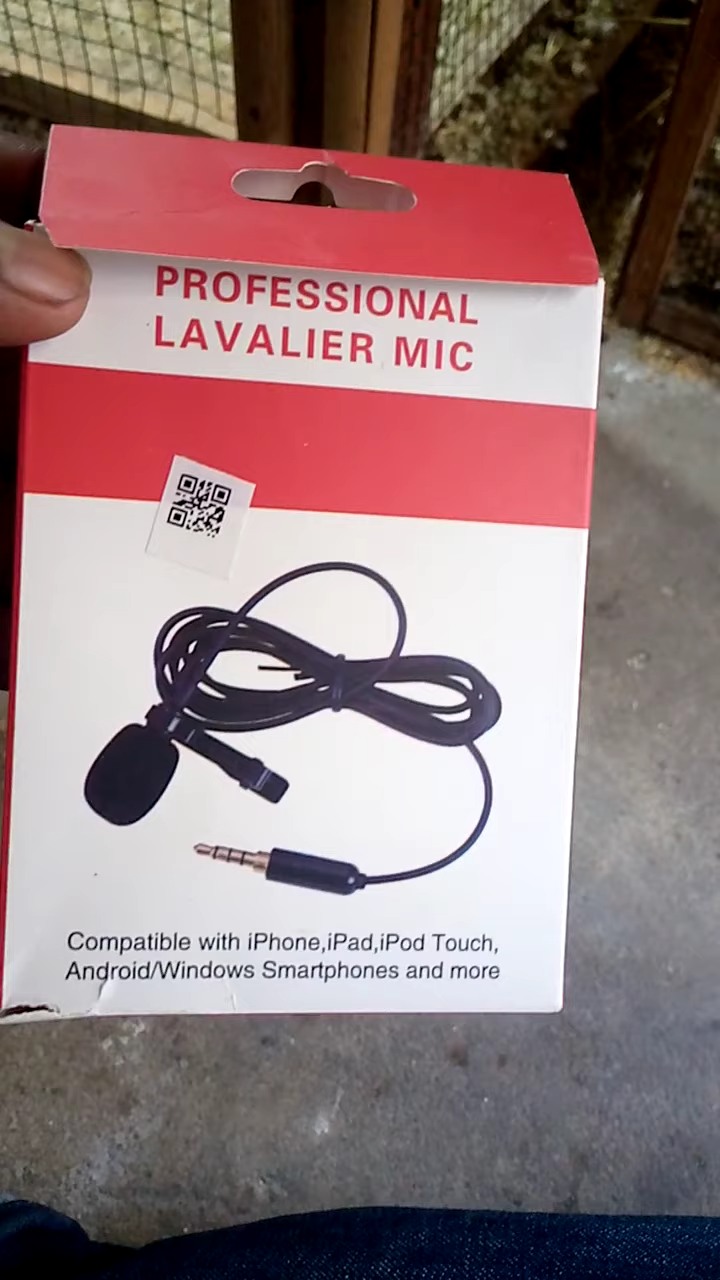 PROFESSIONAL
LAVALIER MIC
Compatible with iPhone,iPad,iPod Touch,
Android/Windows Smartphones and more